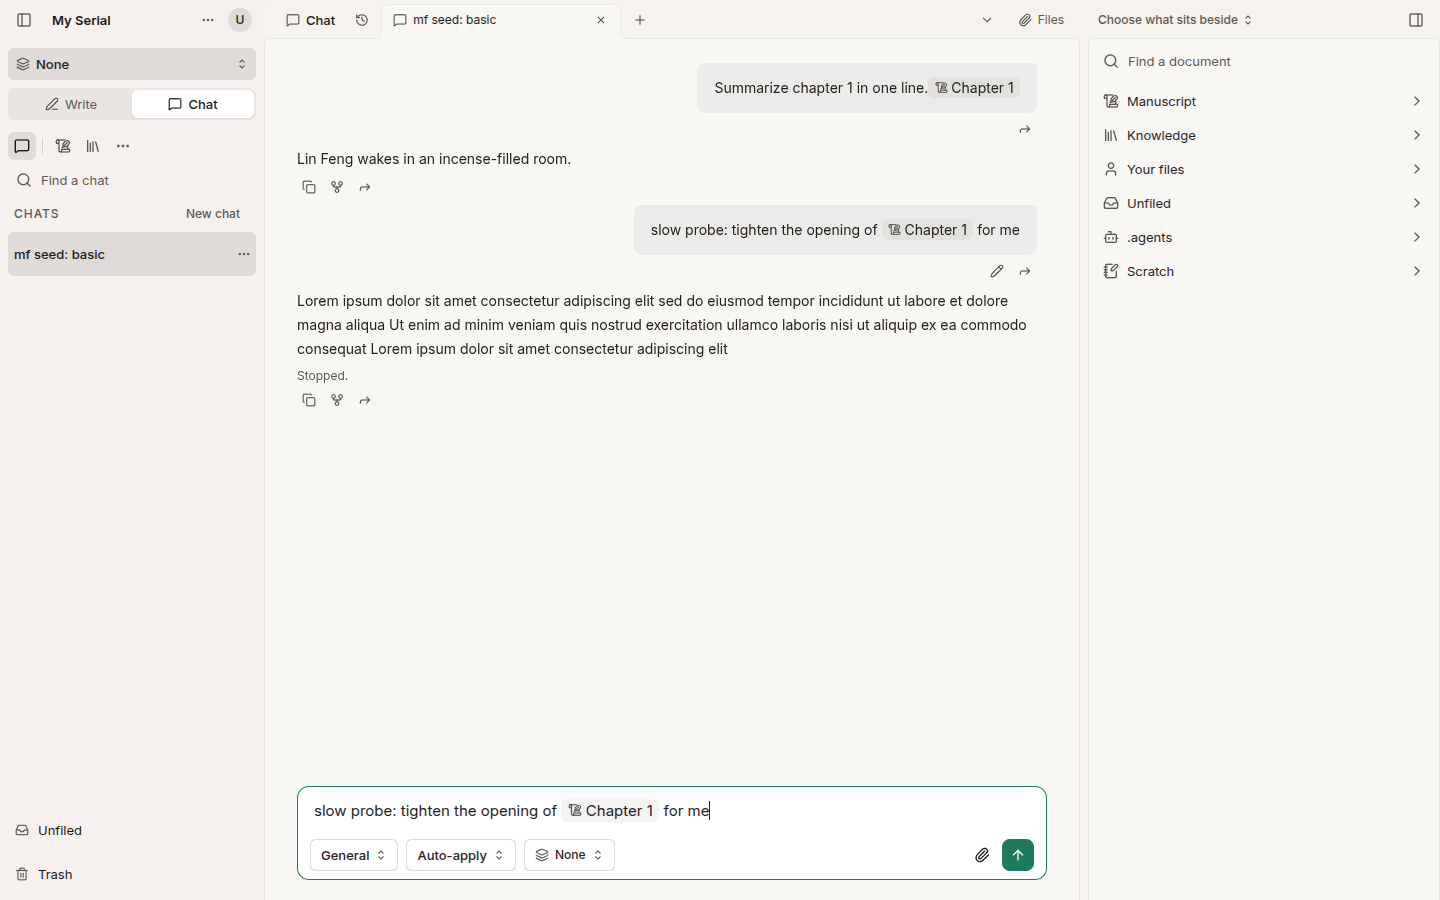 My Serial
U
None
Write
Chat
Find a chat
CHATS
New chat
mf seed: basic
Unfiled
Trash
Chat
mf seed: basic
Files
Summarize chapter 1 in one line. Chapter 1
Lin Feng wakes in an incense-filled room.
slow probe: tighten the opening of Chapter 1 for me
Lorem ipsum dolor sit amet consectetur adipiscing elit sed do eiusmod tempor incididunt ut labore et dolore
magna aliqua Ut enim ad minim veniam quis nostrud exercitation ullamco laboris nisi ut aliquip ex ea commodo
consequat Lorem ipsum dolor sit amet consectetur adipiscing elit
Stopped.
slow probe: tighten the opening of Chapter 1 for me
General
Auto-apply
None
Choose what sits beside
Find a document
Manuscript
Knowledge
Your files
Unfiled
.agents
Scratch